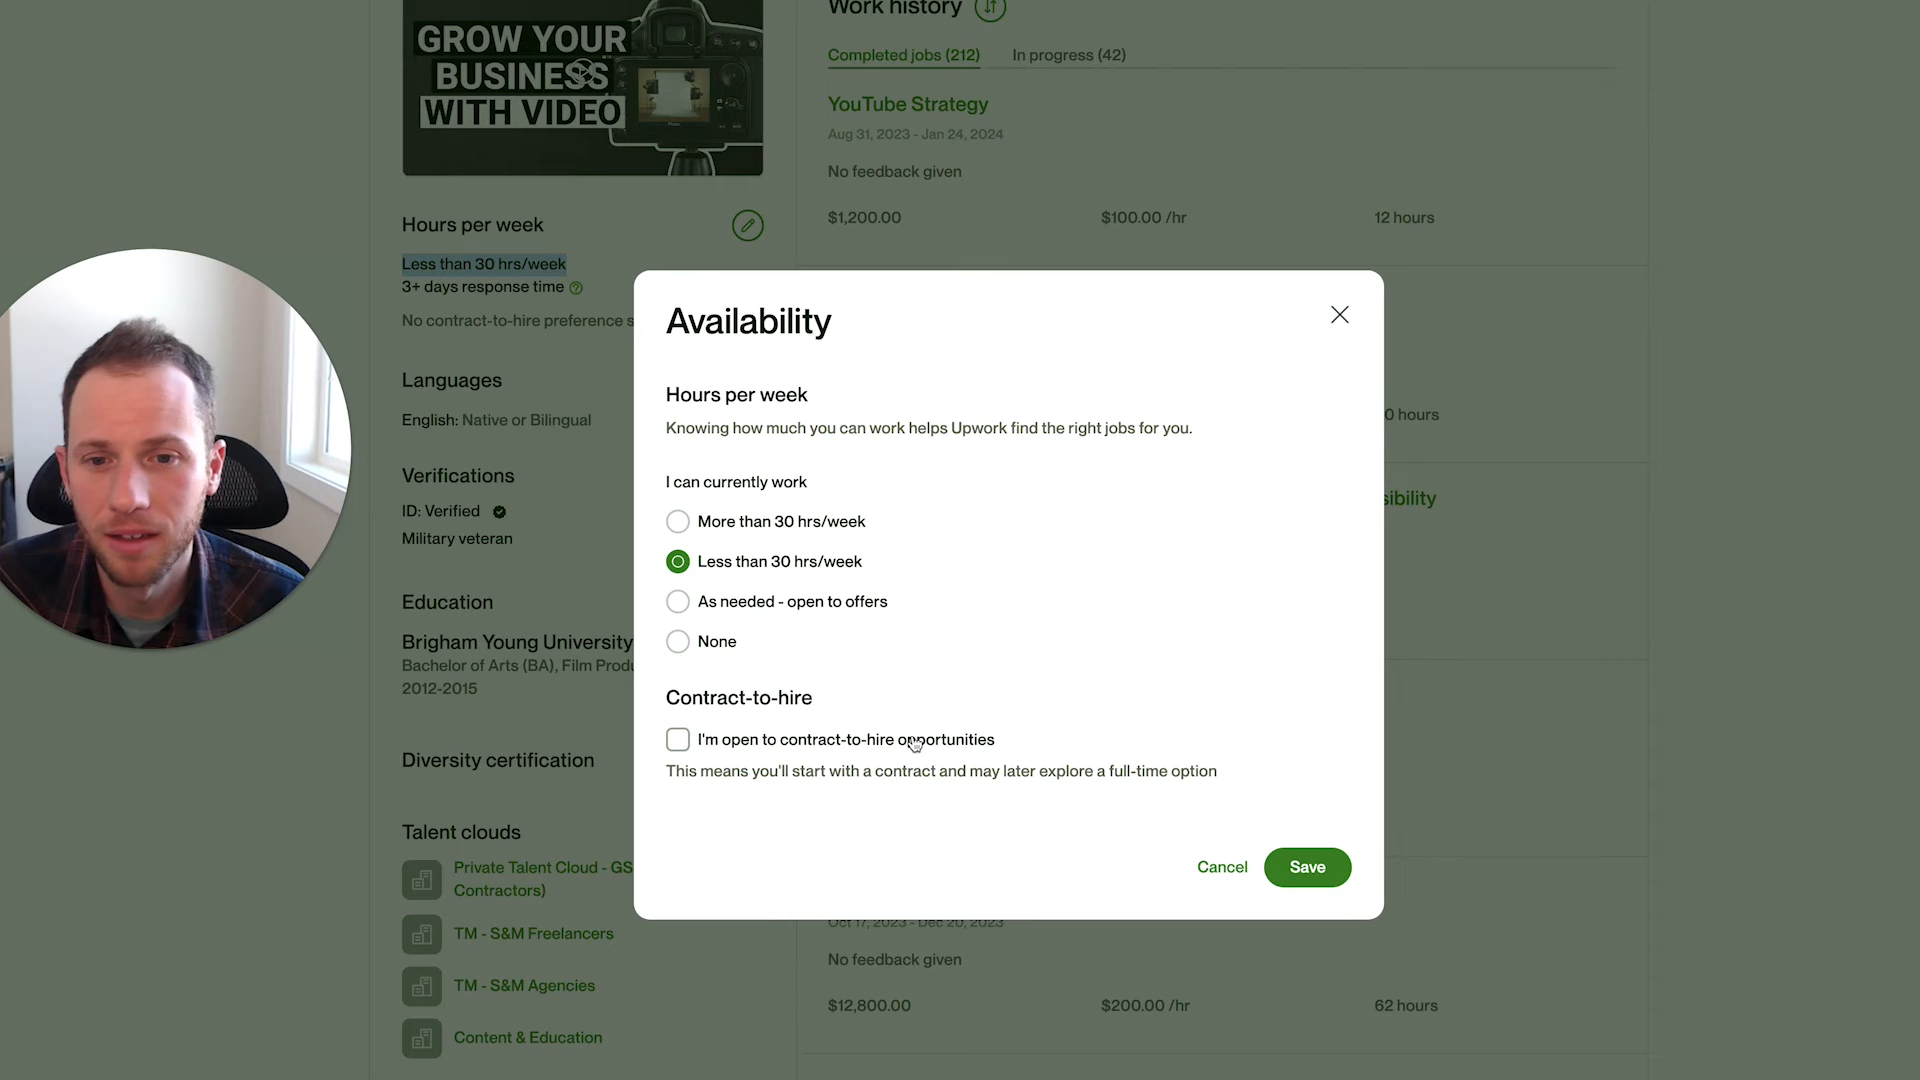 GROW YOUR
BUSINESS
WITH VIDEO
Hours per week
Less than 30 hrs/week
3+ days response time
No contract-to-hire preference
Languages
English: Native or Bilingual
Verifications
ID: Verified
Military veteran
Education
Brigham Young University
Bachelor of Arts (BA), Film
2012-2015
Diversity certification
Talent clouds
Private Talent Cloud - GS
Contractors)
TM - S&M Freelancers
TM - S&M Agencies
Content & Education
Work history
Completed jobs (212)
In progress (42)
YouTube Strategy
Aug 31, 2023 - Jan 24, 2024
No feedback given
$1,200.00
$100.00 /hr
12 hours
0 hours
sibility
Availability
Hours per week
Knowing how much you can work helps Upwork find the right jobs for you.
I can currently work
More than 30 hrs/week
Less than 30 hrs/week
As needed - open to offers
None
Contract-to-hire
I'm open to contract-to-hire opportunities
This means you'll start with a contract and may later explore a full-time option
Cancel
Save
Oct 17, 2023 - Dec 20, 2023
No feedback given
$12,800.00
$200.00 /hr
62 hours